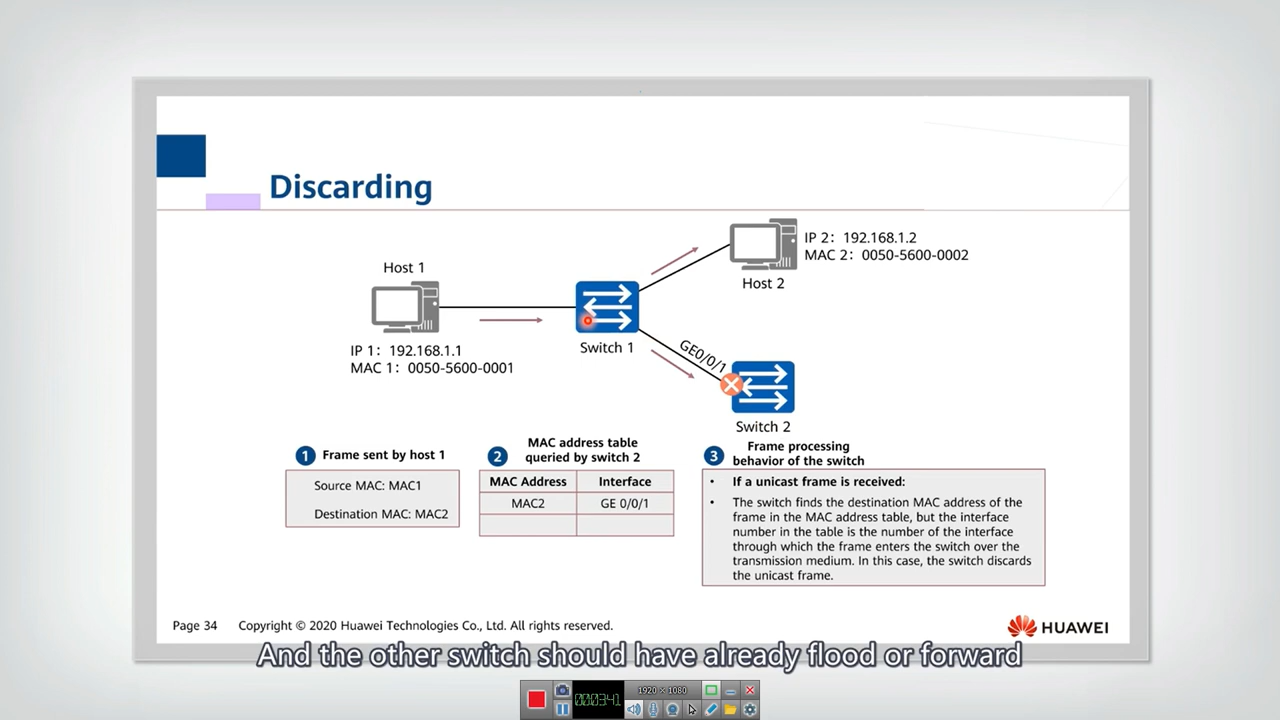 Discarding
Host 1
IP 1: 192.168.1.1
MAC 1: 0050-5600-0001
Switch 1
IP 2: 192.168.1.2
MAC 2: 0050-5600-0002
Host 2
GE0/0/1
Switch 2
1 Frame sent by host 1
Source MAC: MAC1
Destination MAC: MAC2
2 MAC address table
queried by switch 2
MAC Address Interface
MAC2 GE 0/0/1
3 Frame processing
behavior of the switch
• If a unicast frame is received:
• The switch finds the destination MAC address of the
frame in the MAC address table, but the interface
number in the table is the number of the interface
through which the frame enters the switch over the
transmission medium. In this case, the switch discards
the unicast frame.
Page 34 Copyright © 2020 Huawei Technologies Co., Ltd. All rights reserved.
HUAWEI
And the other switch should have already flood or forward
000:3:41
1920 × 1080